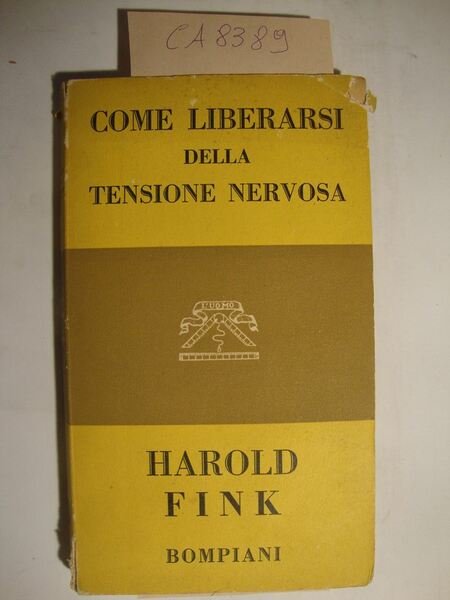 CA 8389
COME LIBERARSI
DELLA
TENSIONE NERVOSA
L'UOMO
HAROLD
FINK
BOMPIANI